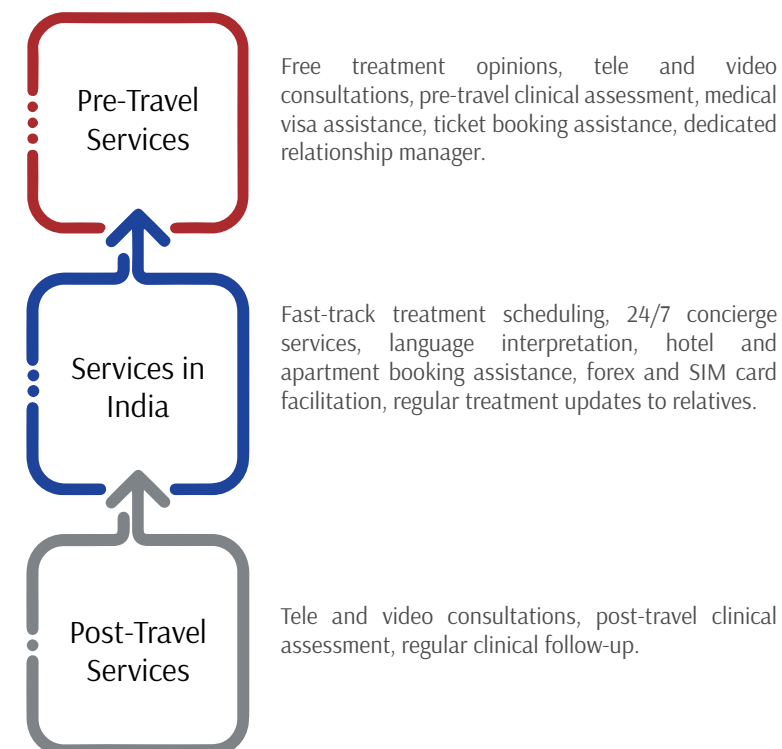 Pre-Travel
Services
Free treatment opinions, tele and video
consultations, pre-travel clinical assessment, medical
visa assistance, ticket booking assistance, dedicated
relationship manager.
Services in
India
Fast-track treatment scheduling, 24/7 concierge
services, language interpretation, hotel and
apartment booking assistance, forex and SIM card
facilitation, regular treatment updates to relatives.
Post-Travel
Services
Tele and video consultations, post-travel clinical
assessment, regular clinical follow-up.